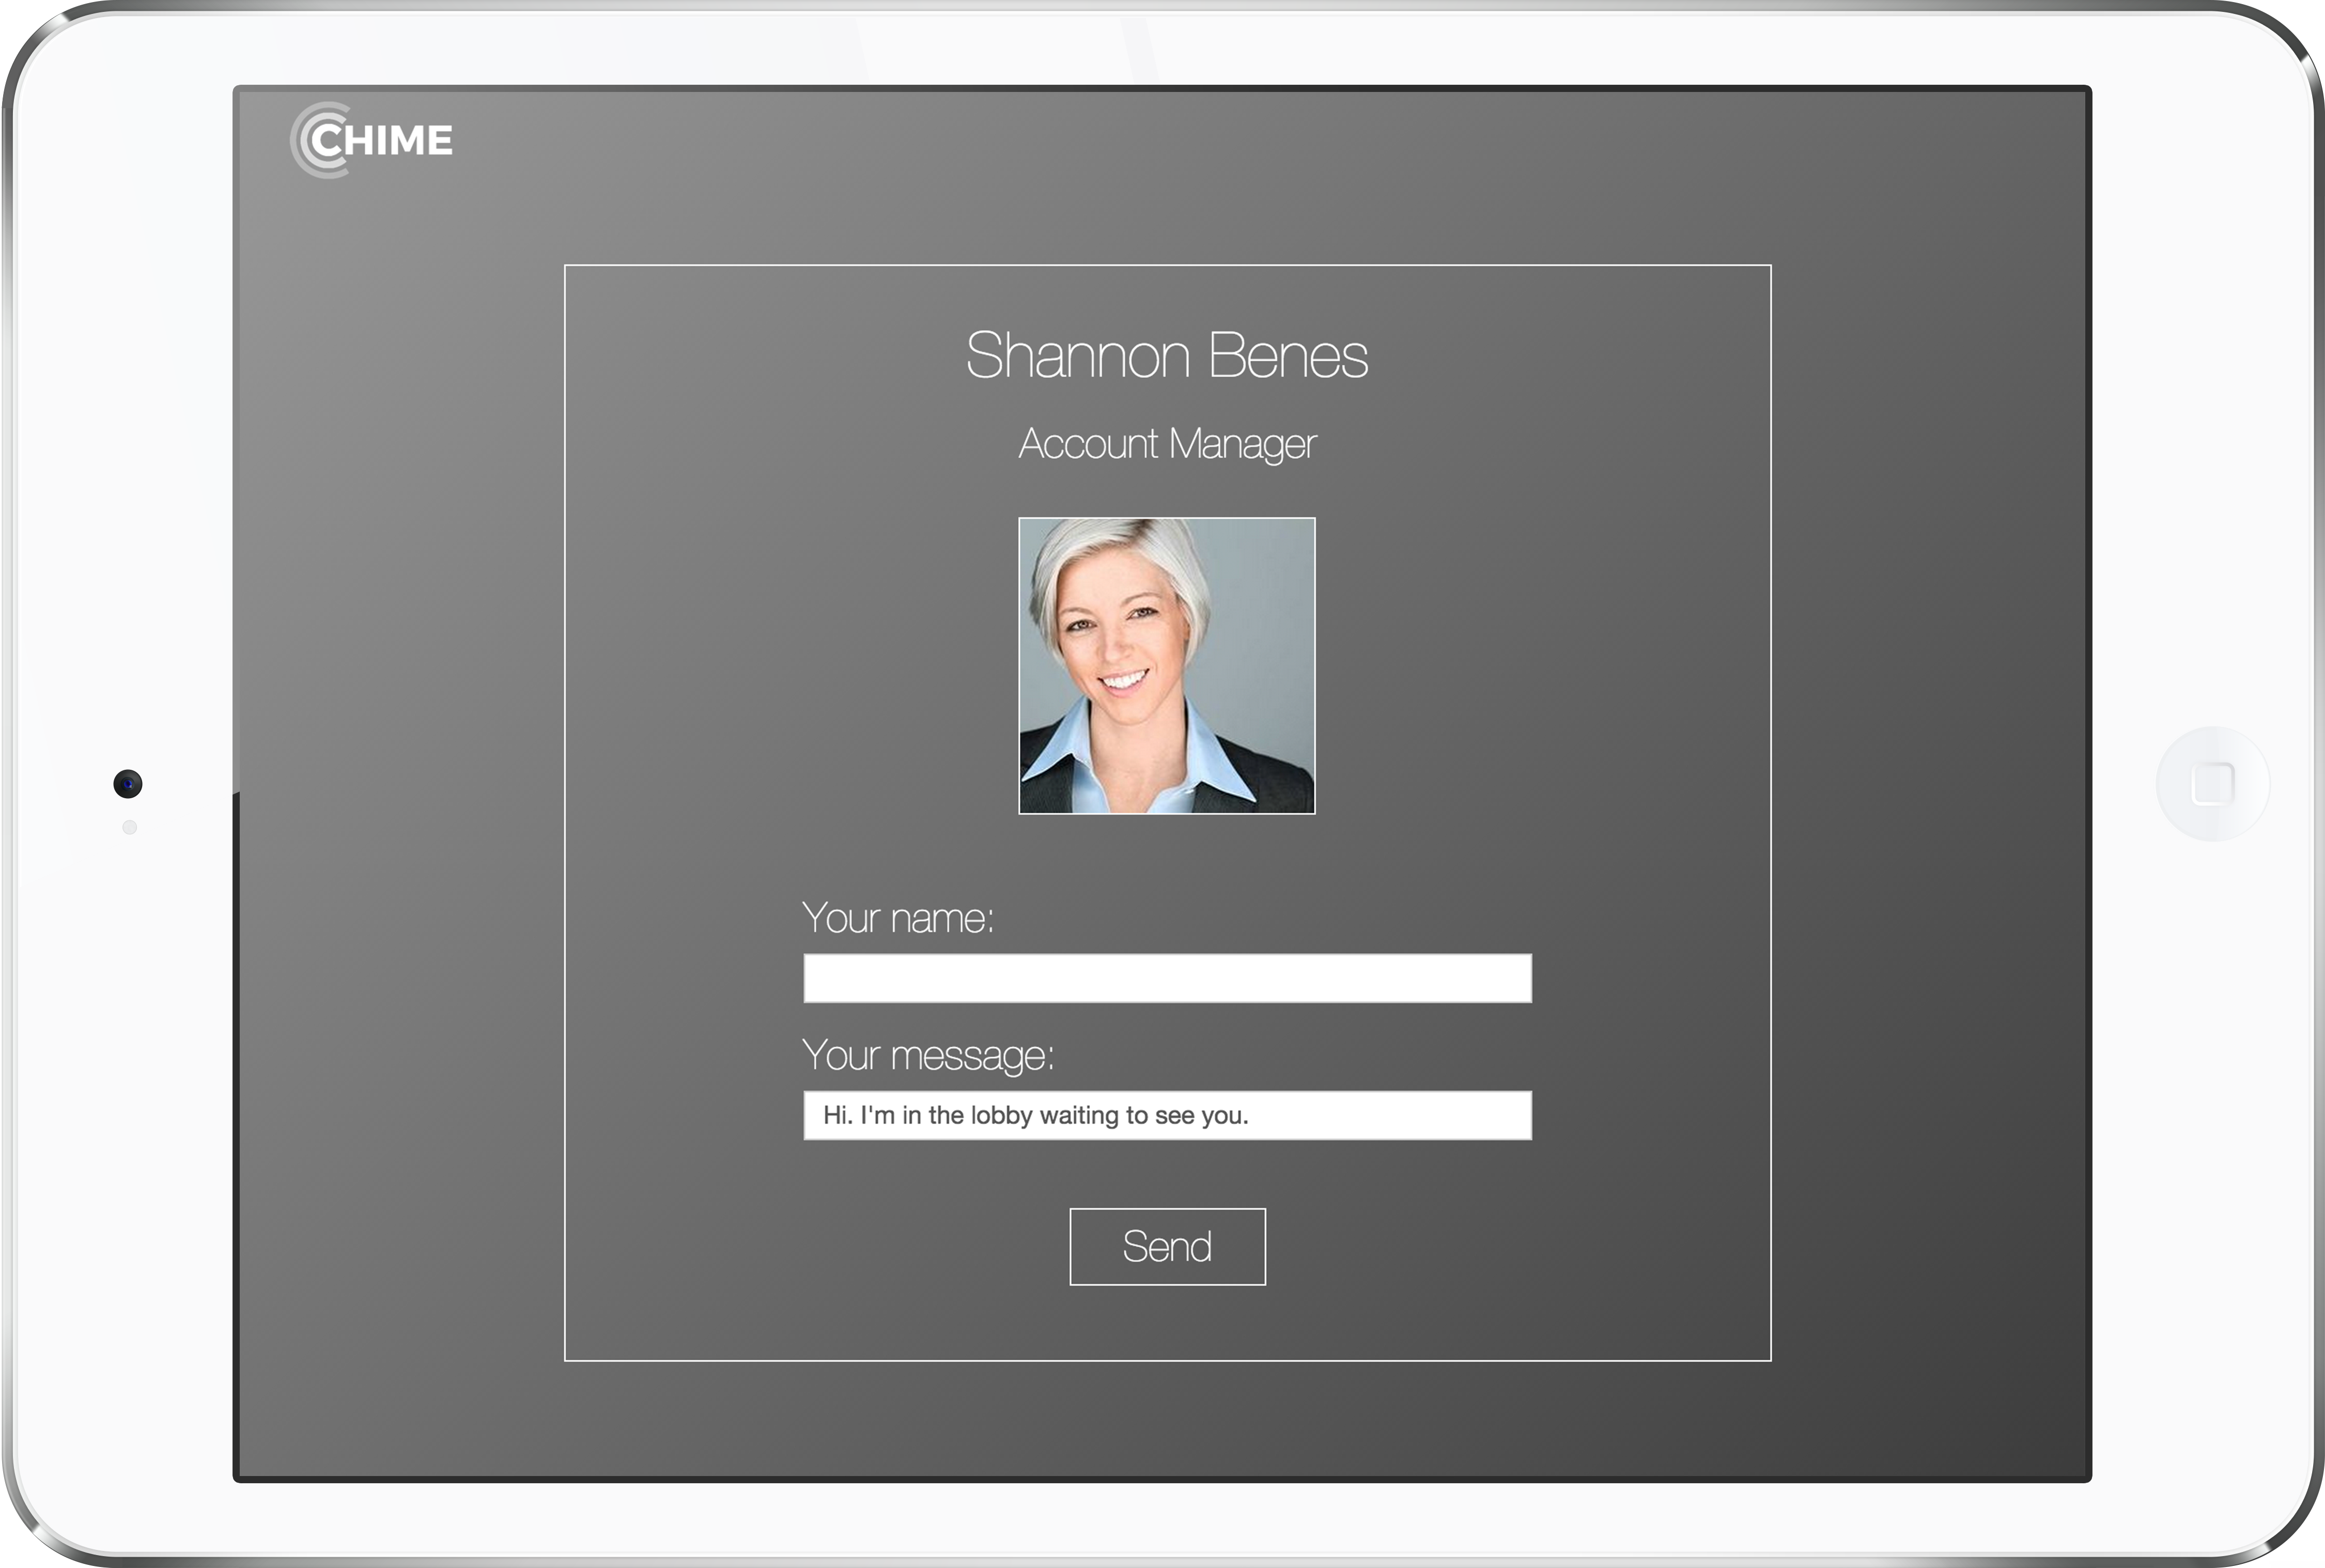 CHIME
Shannon Benes
Account Manager
Your name:
Your message:
Hi. I'm in the lobby waiting to see you.
Send